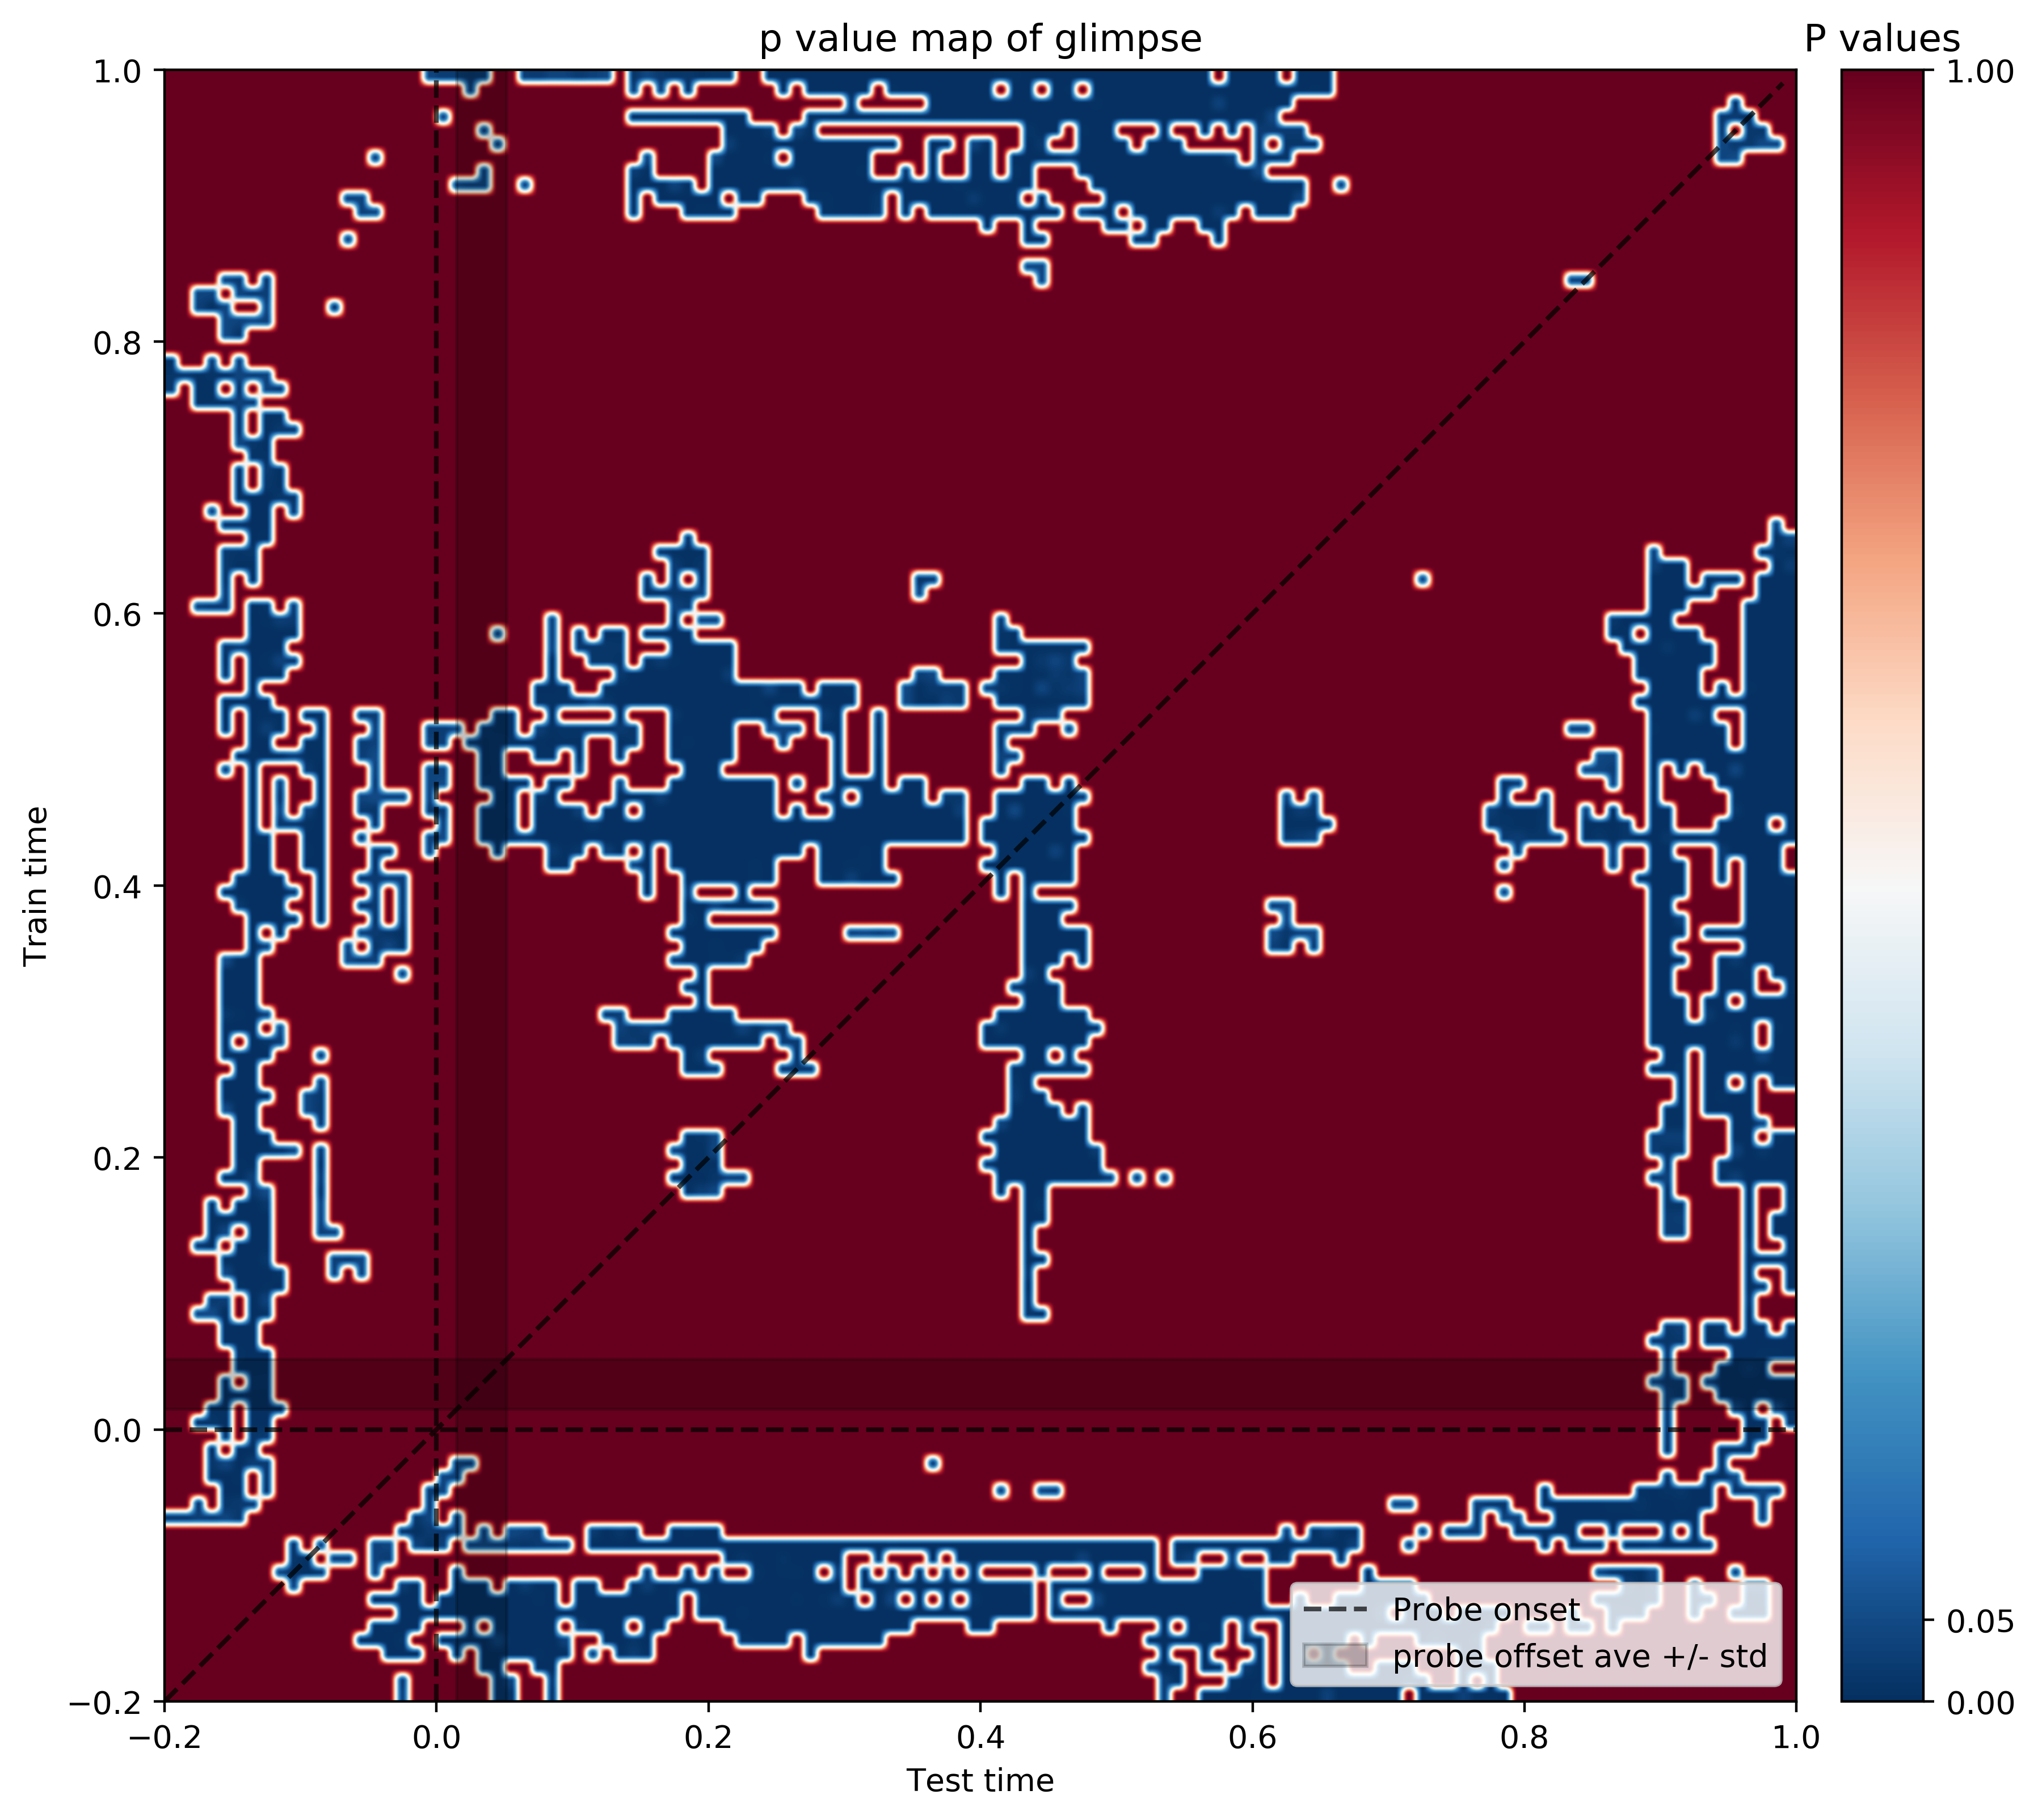 p value map of glimpse
P values
1.0
0.8
0.6
0.4
0.2
0.0
−0.2
Train time
−0.2
0.0
0.2
0.4
0.6
0.8
1.0
Test time
Probe onset
probe offset ave +/- std
1.00
0.05
0.00